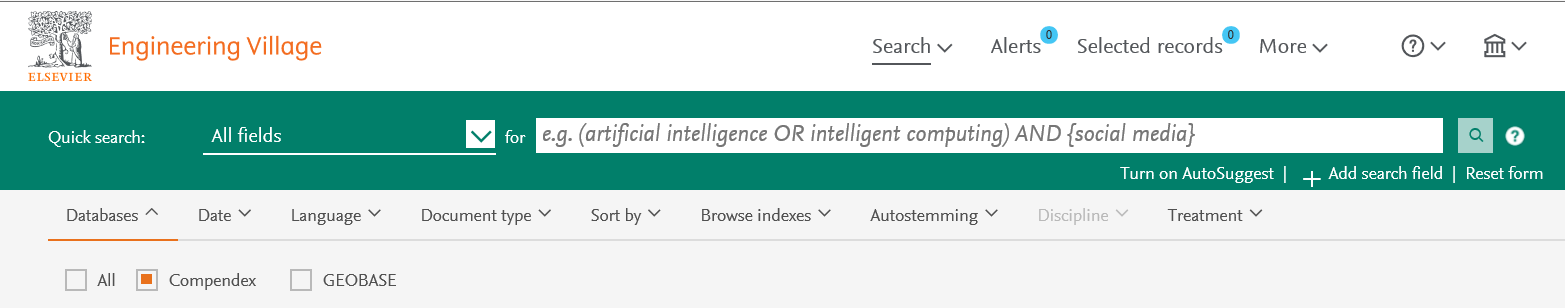 ELSEVIER
Engineering Village
Search
Alerts 0
Selected records 0
More
?
Quick search:
All fields
for
e.g. (artificial intelligence OR intelligent computing) AND {social media}
?
Turn on AutoSuggest | + Add search field | Reset form
Databases Date Language Document type Sort by Browse indexes Autostemming Discipline Treatment
All Compendex GEOBASE